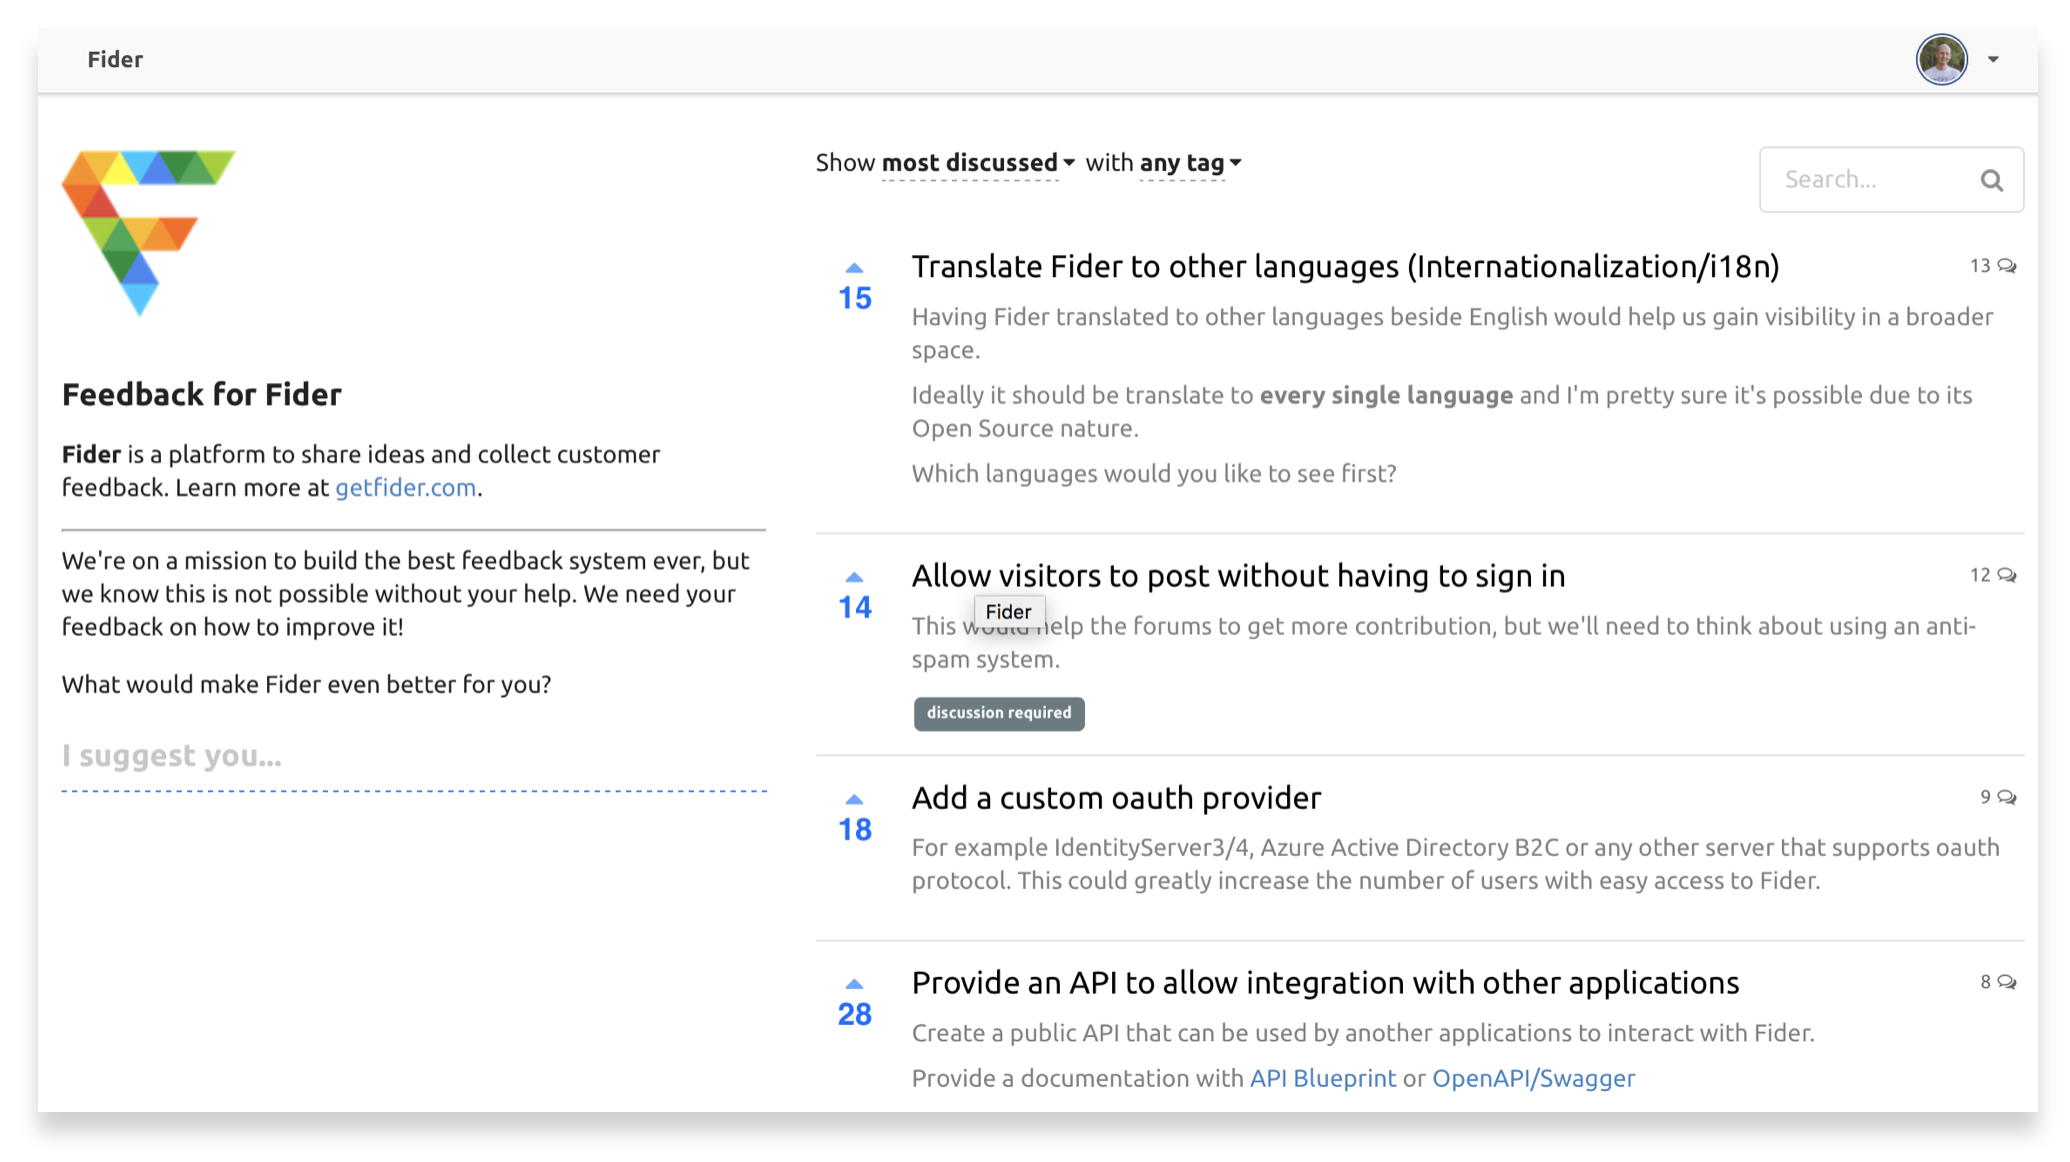 Fider
Feedback for Fider
Fider is a platform to share ideas and collect customer
feedback. Learn more at getfider.com.
We're on a mission to build the best feedback system ever, but
we know this is not possible without your help. We need your
feedback on how to improve it!
What would make Fider even better for you?
I suggest you...
Show most discussed with any tag
Search...
15
Translate Fider to other languages (Internationalization/i18n)
13
Having Fider translated to other languages beside English would help us gain visibility in a broader
space.
Ideally it should be translate to every single language and I'm pretty sure it's possible due to its
Open Source nature.
Which languages would you like to see first?
14
Allow visitors to post without having to sign in
12
Fider
This would help the forums to get more contribution, but we'll need to think about using an anti-
spam system.
discussion required
18
Add a custom oauth provider
9
For example IdentityServer3/4, Azure Active Directory B2C or any other server that supports oauth
protocol. This could greatly increase the number of users with easy access to Fider.
28
Provide an API to allow integration with other applications
8
Create a public API that can be used by another applications to interact with Fider.
Provide a documentation with API Blueprint or OpenAPI/Swagger